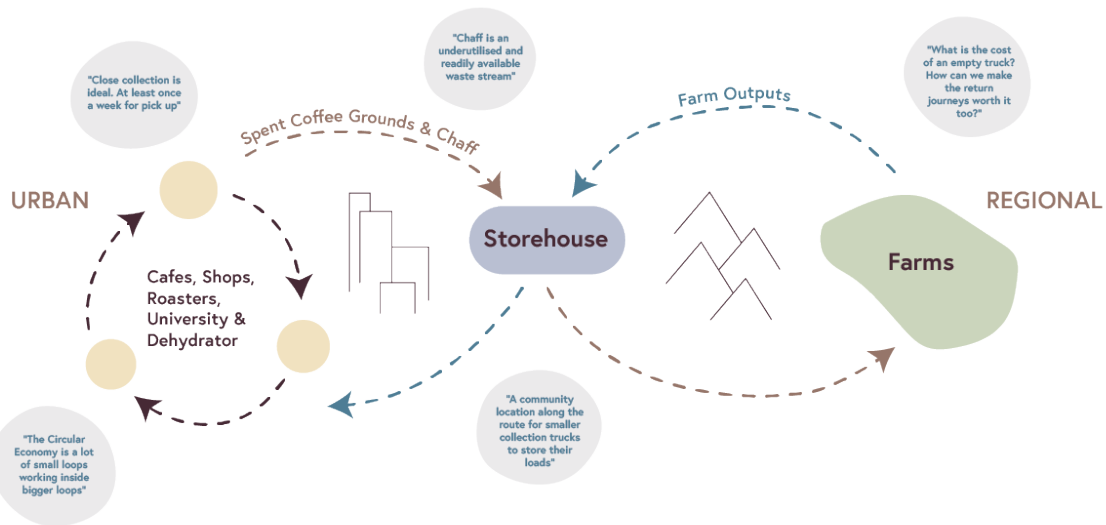 "Close collection is
ideal. At least once
a week for pick up"
"Chaff is an
underutilised and
readily available
waste stream"
"What is the cost
of an empty truck?
How can we make
the return
journeys worth it
too?"
Spent Coffee Grounds & Chaff
Farm Outputs
URBAN
REGIONAL
Storehouse
Farms
Cafes, Shops,
Roasters,
University &
Dehydrator
"A community
location along the
route for smaller
collection trucks
to store their
loads"
"The Circular
Economy is a lot
of small loops
working inside
bigger loops"